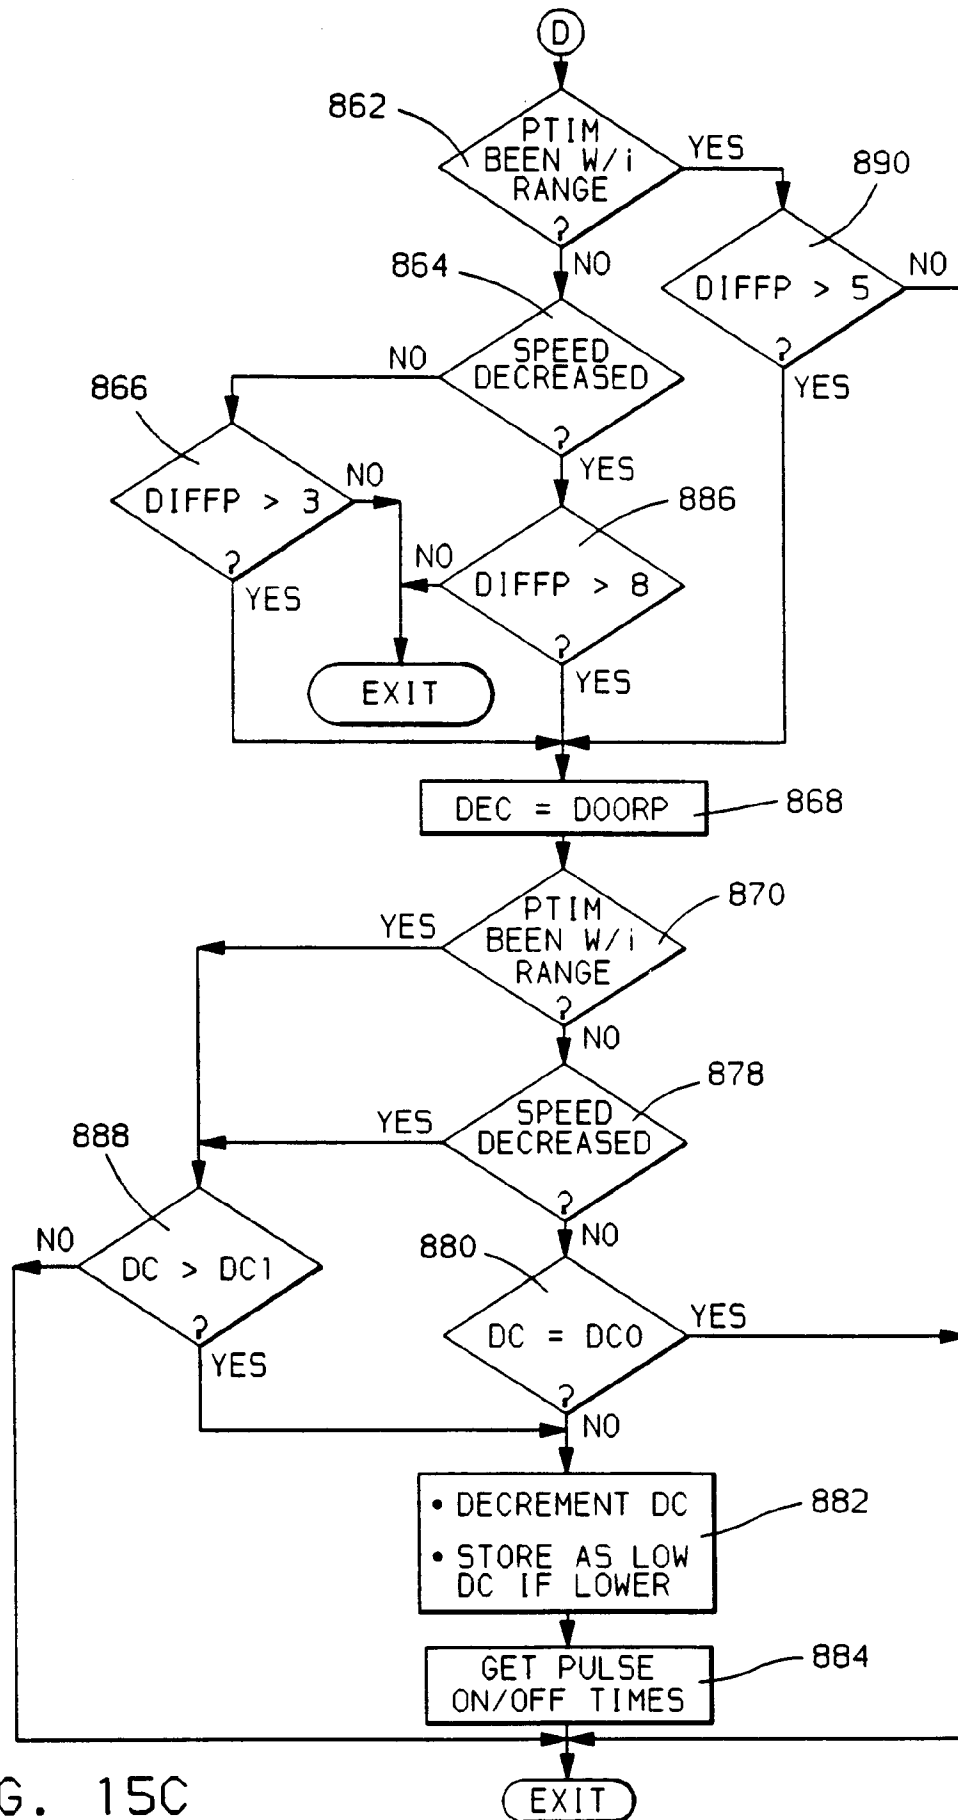 D
862
PTIM
BEEN W/i
RANGE
?
YES
890
NO
864
DIFFP > 5
?
NO
YES
SPEED
DECREASED
?
NO
YES
866
DIFFP > 3
?
NO
YES
886
DIFFP > 8
?
NO
YES
EXIT
DEC = DOORP
868
870
PTIM
BEEN W/i
RANGE
?
YES
NO
878
SPEED
DECREASED
?
YES
NO
888
DC > DC1
?
NO
YES
880
DC = DC0
?
YES
NO
• DECREMENT DC
• STORE AS LOW
DC IF LOWER
882
GET PULSE
ON/OFF TIMES
884
EXIT
G. 15C